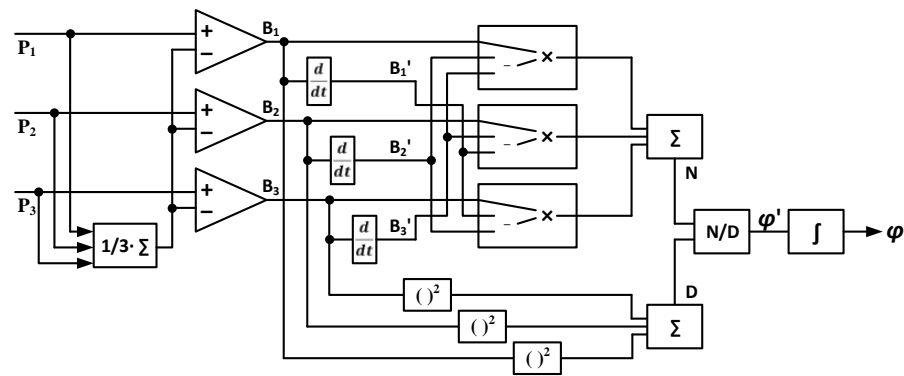 P1
P2
P3
1/3· Σ
+
−
+
−
+
−
B1
B2
B3
d/dt
d/dt
d/dt
B1'
B2'
B3'
− ×
− ×
− ×
( )²
( )²
( )²
Σ
N
D
Σ
N/D
φ'
∫
φ